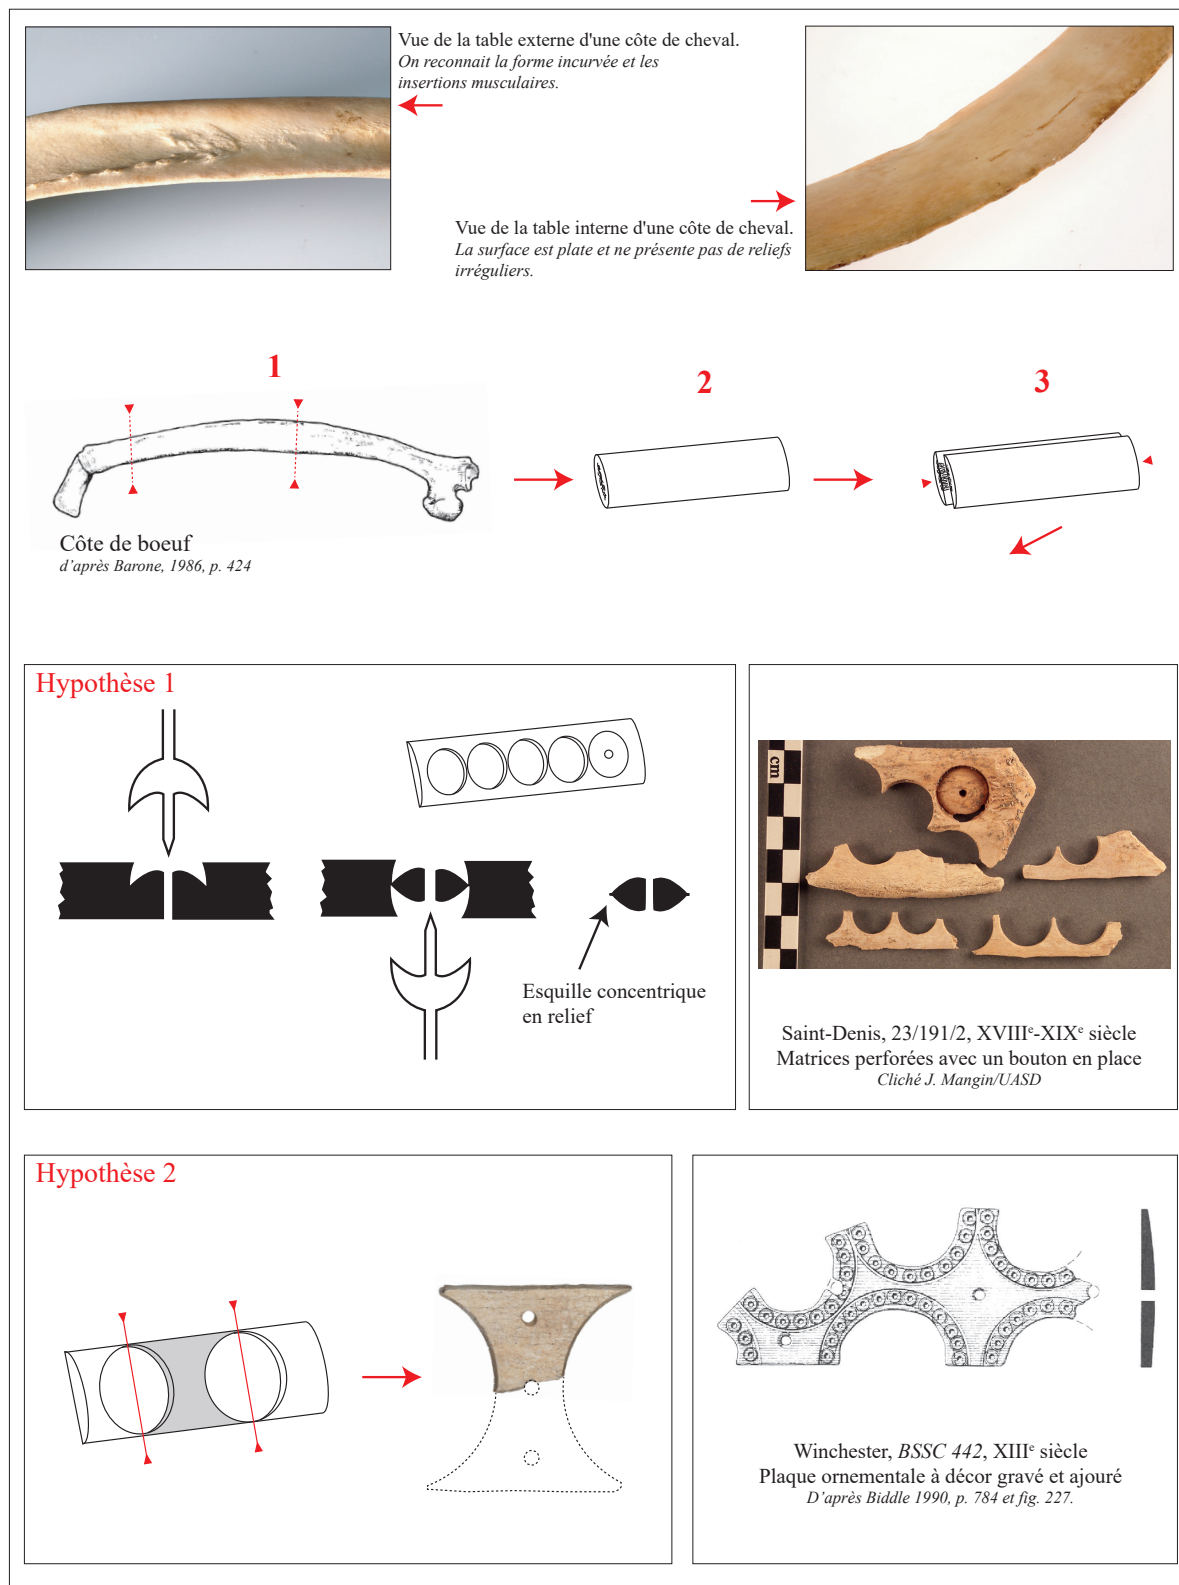 Vue de la table externe d'une côte de cheval.
On reconnait la forme incurvée et les
insertions musculaires.
Vue de la table interne d'une côte de cheval.
La surface est plate et ne présente pas de reliefs
irréguliers.
1
2
3
Côte de boeuf
d'après Barone, 1986, p. 424
Hypothèse 1
Esquille concentrique
en relief
cm
Saint-Denis, 23/191/2, XVIIIe-XIXe siècle
Matrices perforées avec un bouton en place
Cliché J. Mangin/UASD
Hypothèse 2
Winchester, BSSC 442, XIIIe siècle
Plaque ornementale à décor gravé et ajouré
D'après Biddle 1990, p. 784 et fig. 227.